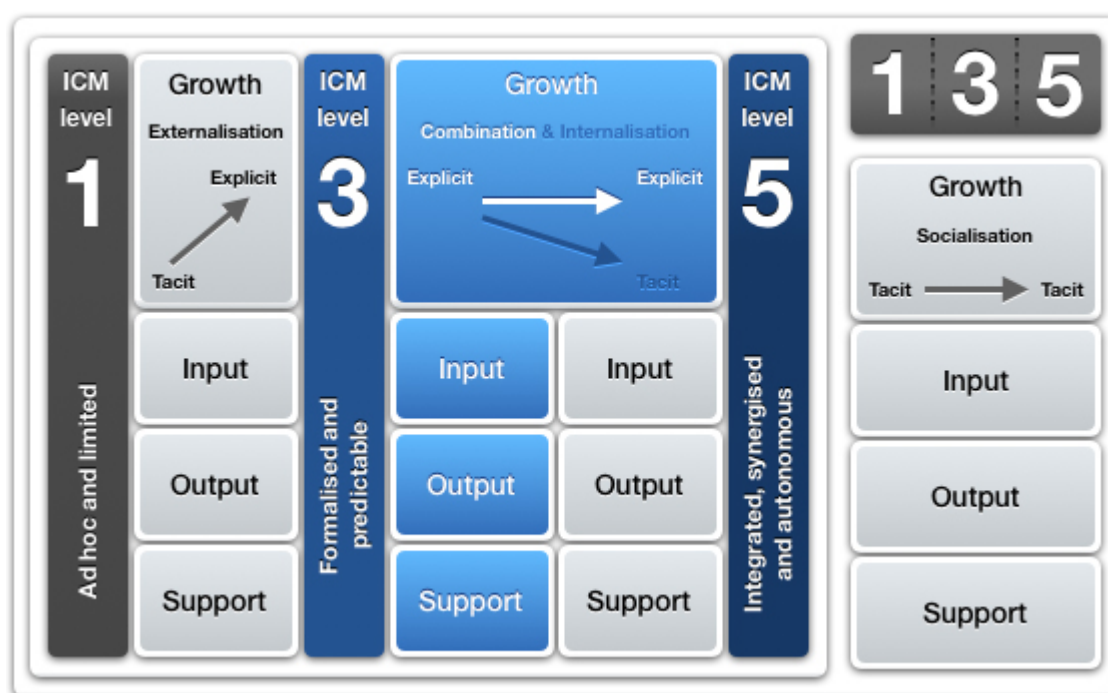 ICM
level
1
Ad hoc and limited
Growth
Externalisation
Explicit
Tacit
Input
Output
Support
ICM
level
3
Formalised and
predictable
Growth
Combination & Internalisation
Explicit
Explicit
Tacit
Input
Input
Output
Output
Support
Support
ICM
level
5
Integrated, synergised
and autonomous
1 3 5
Growth
Socialisation
Tacit
Tacit
Input
Output
Support